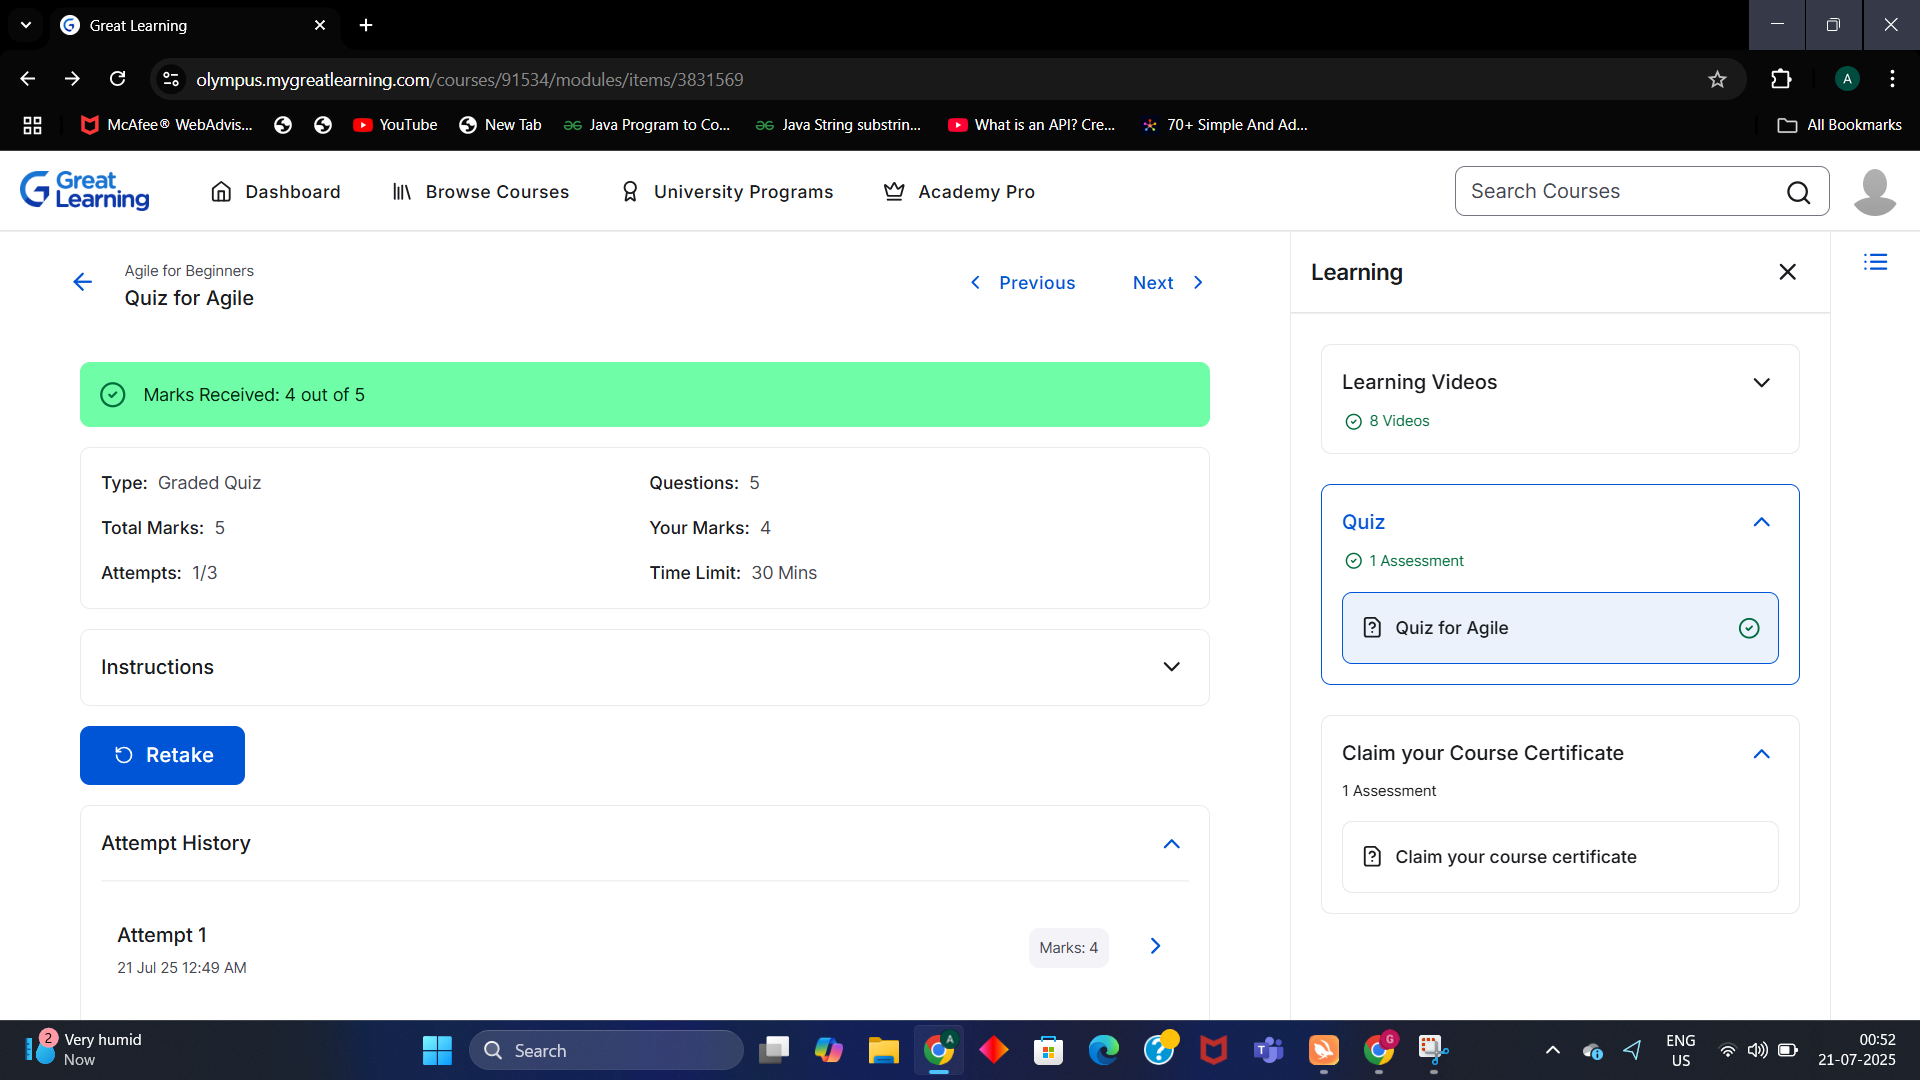 Great Learning
olympus.mygreatlearning.com/courses/91534/modules/items/3831569
A
McAfee® WebAdvis...
YouTube
New Tab
Java Program to Co...
Java String substrin...
What is an API? Cre...
70+ Simple And Ad...
All Bookmarks
Great
Learning
Dashboard
Browse Courses
University Programs
Academy Pro
Search Courses
Agile for Beginners
Quiz for Agile
Previous
Next
Marks Received: 4 out of 5
Type: Graded Quiz
Questions: 5
Total Marks: 5
Your Marks: 4
Attempts: 1/3
Time Limit: 30 Mins
Instructions
Retake
Attempt History
Attempt 1
21 Jul 25 12:49 AM
Marks: 4
Learning
Learning Videos
8 Videos
Quiz
1 Assessment
Quiz for Agile
Claim your Course Certificate
1 Assessment
Claim your course certificate
2
Very humid
Now
Search
A
G
ENG
US
00:52
21-07-2025